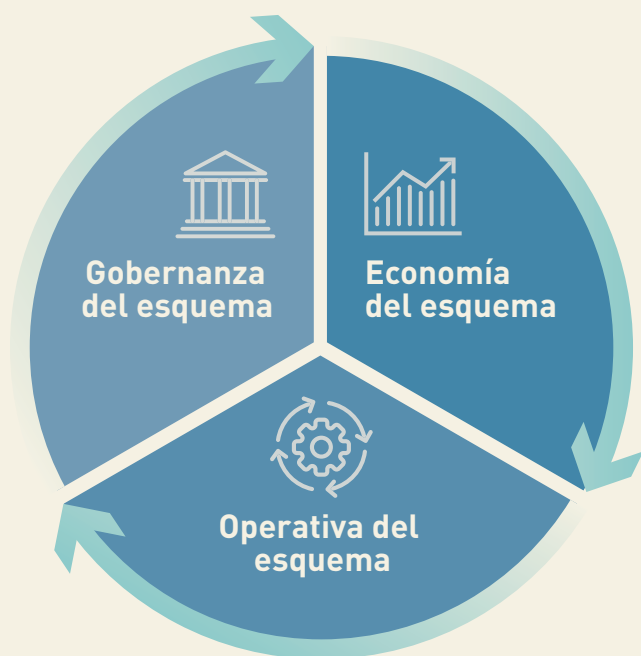 Gobernanza
del esquema
Economía
del esquema
Operativa del
esquema